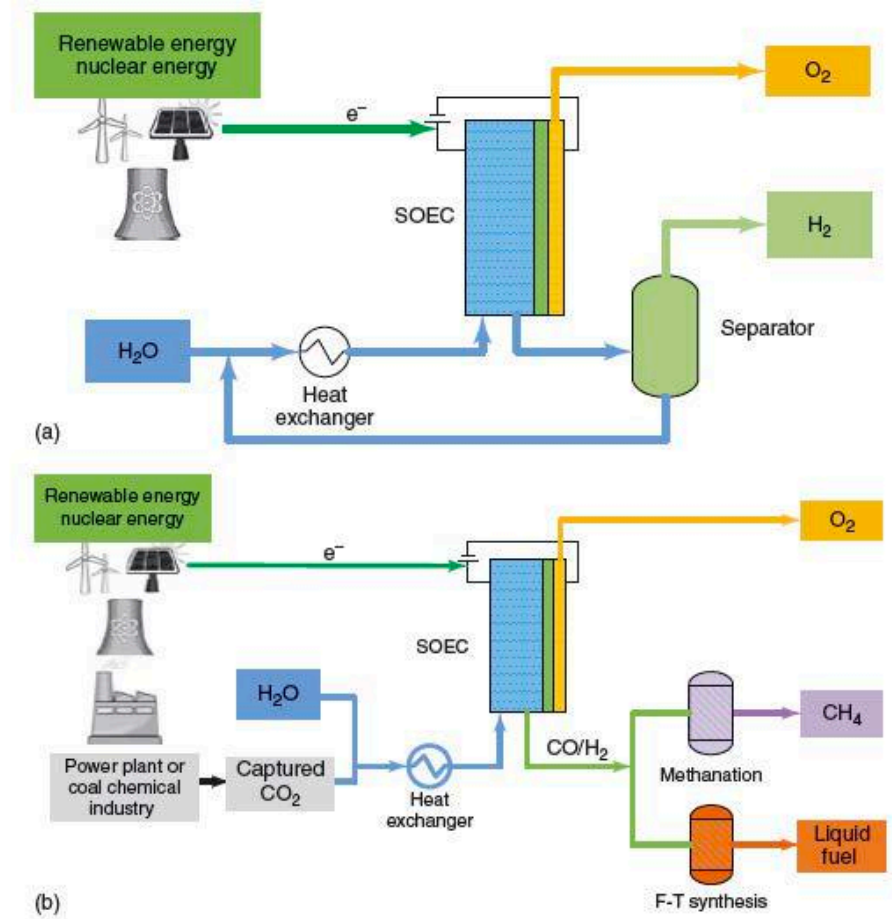 Renewable energy
nuclear energy
e⁻
O₂
SOEC
H₂
H₂O
Heat
exchanger
Separator
(a)
Renewable energy
nuclear energy
e⁻
O₂
SOEC
H₂O
CO/H₂
CH₄
Methanation
Power plant or
coal chemical
industry
Captured
CO₂
Heat
exchanger
Liquid
fuel
F-T synthesis
(b)